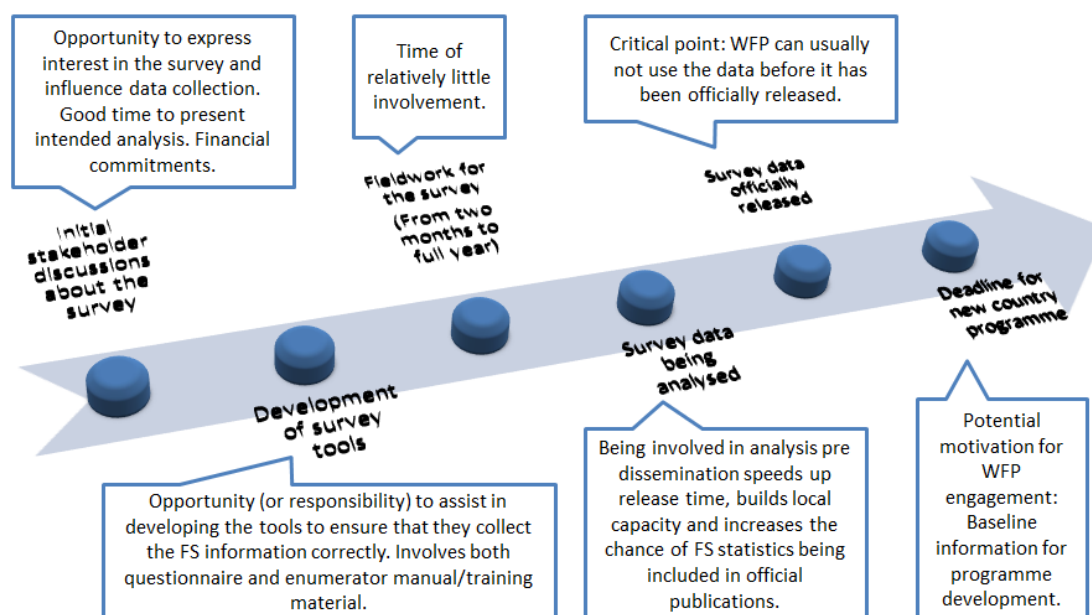 Opportunity to express
interest in the survey and
influence data collection.
Good time to present
intended analysis. Financial
commitments.
Time of
relatively little
involvement.
Critical point: WFP can usually
not use the data before it has
been officially released.
Initial
stakeholder
discussions
about the
survey
Fieldwork for
the survey
(From two
months to
full year)
Survey data
officially
released
Development
of survey
tools
Survey data
being
analysed
Deadline for
new country
programme
Opportunity (or responsibility) to assist in
developing the tools to ensure that they collect
the FS information correctly. Involves both
questionnaire and enumerator manual/training
material.
Being involved in analysis pre
dissemination speeds up
release time, builds local
capacity and increases the
chance of FS statistics being
included in official
publications.
Potential
motivation for
WFP
engagement:
Baseline
information for
programme
development.